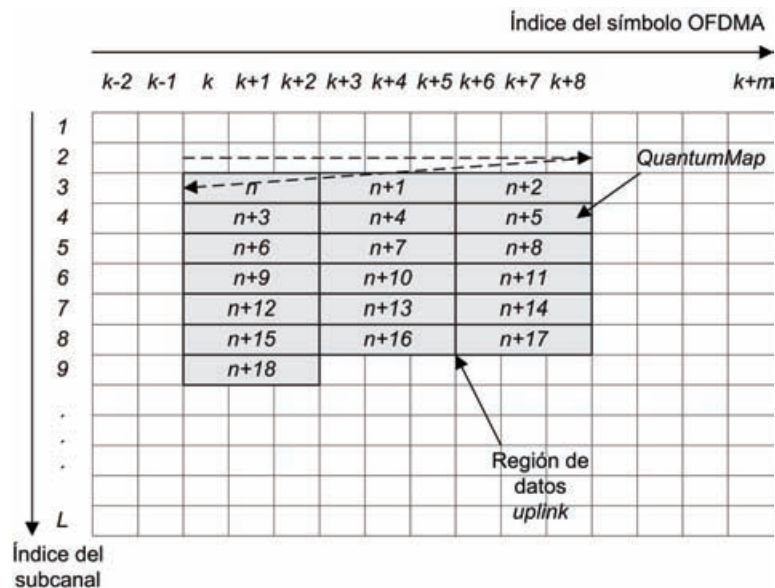 Índice del símbolo OFDMA
k-2 k-1 k k+1 k+2 k+3 k+4 k+5 k+6 k+7 k+8 k+m
1
2
QuantumMap
3 n n+1 n+2
4 n+3 n+4 n+5
5 n+6 n+7 n+8
6 n+9 n+10 n+11
7 n+12 n+13 n+14
8 n+15 n+16 n+17
9 n+18
.
.
.
Región de
datos
uplink
L
Índice del
subcanal